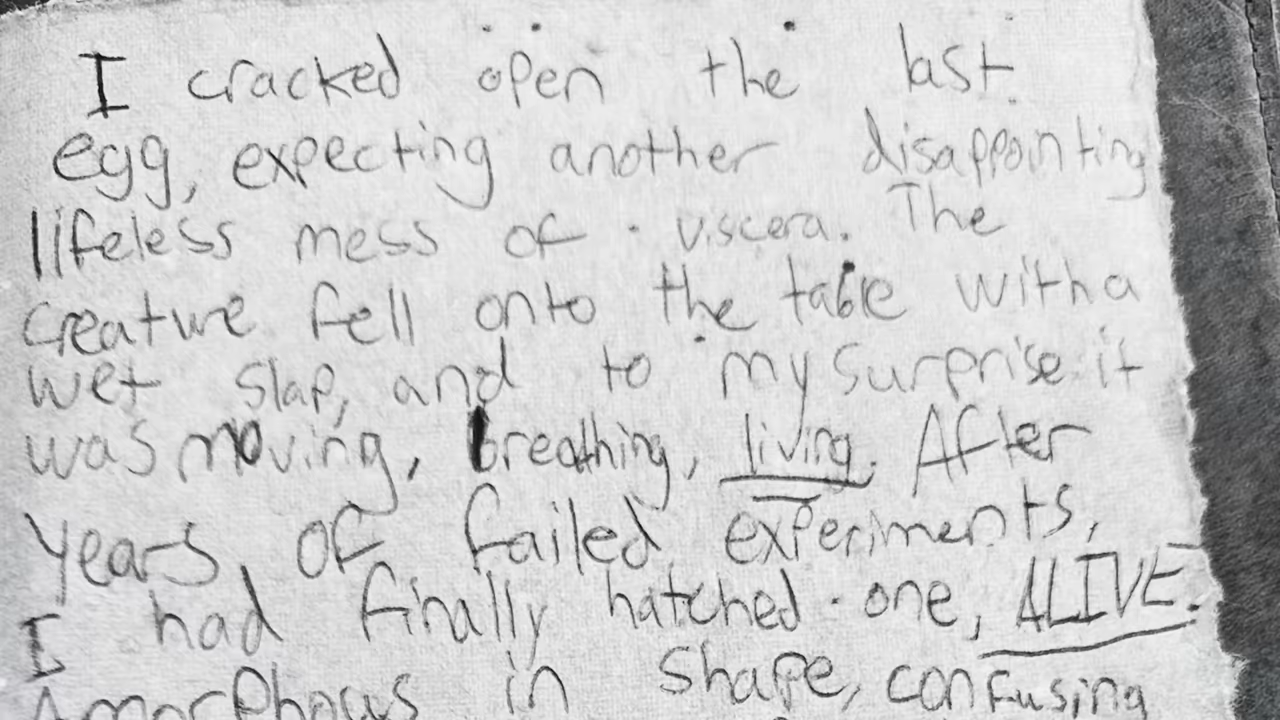 I cracked open the last
egg, expecting another disappointing
lifeless mess of viscera. The
creature fell onto the table with a
wet slap, and to my surprise it
was moving, breathing, living. After
years of failed experiments,
I had finally hatched one, ALIVE.
Amorphous in shape, confusing